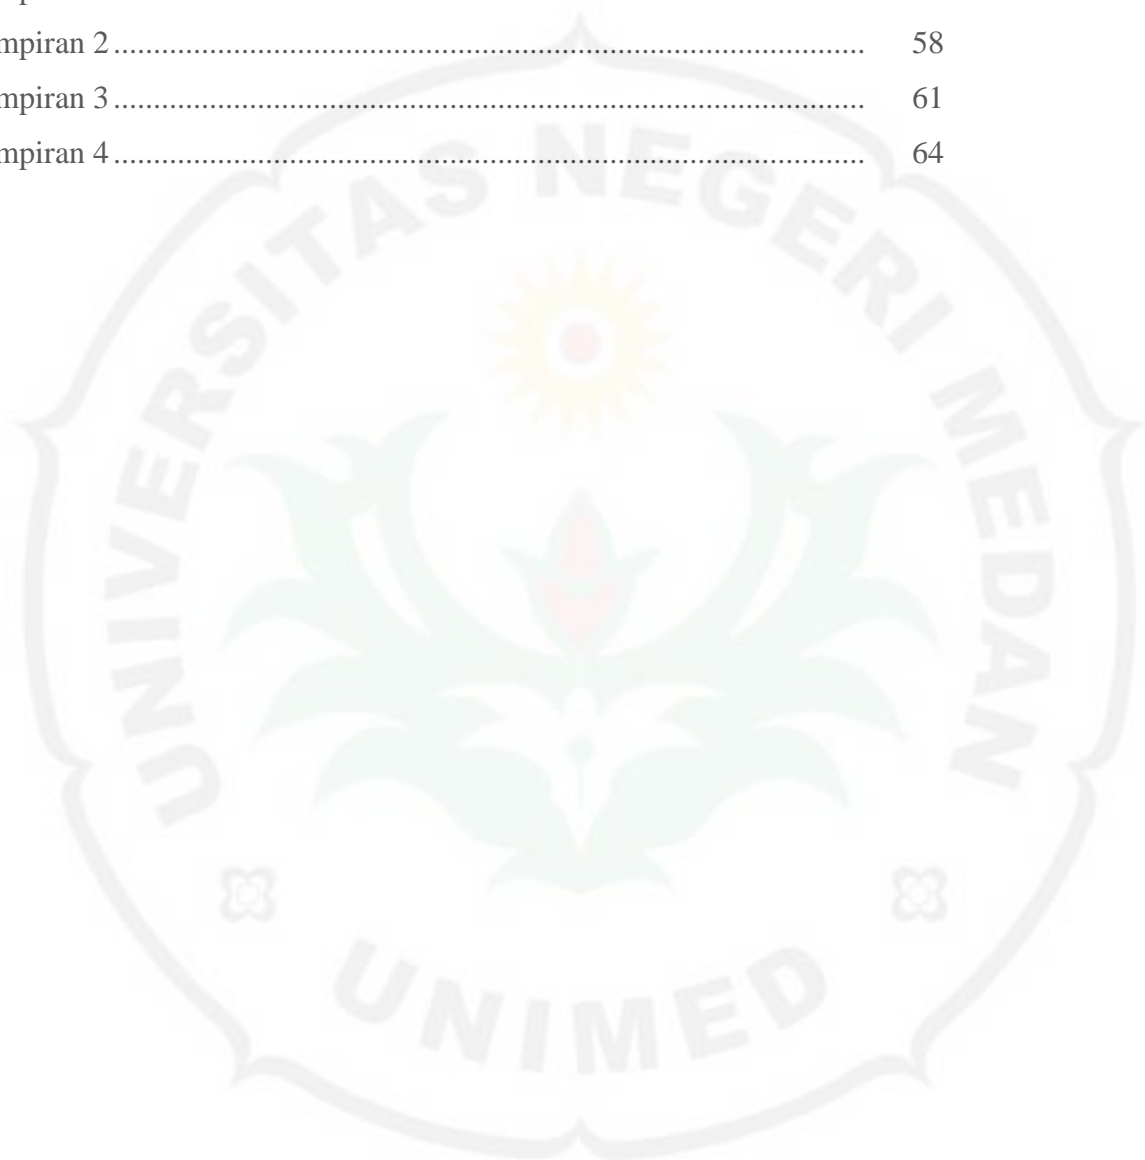 mpiran 2 ........................................................................................ 58
mpiran 3 ........................................................................................ 61
mpiran 4 ........................................................................................ 64
UNIVERSITAS NEGERI MEDAN
UNIMED